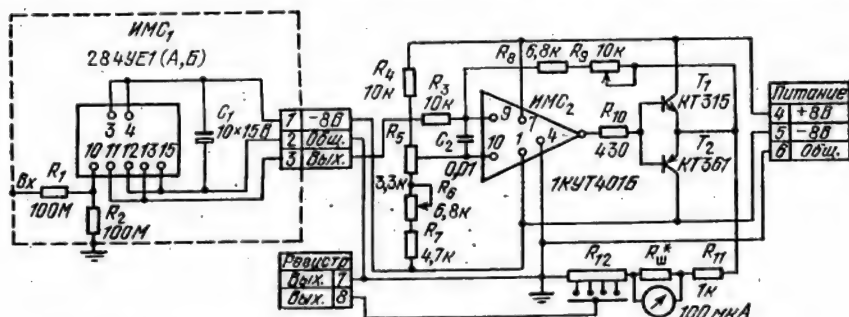 ИМС₁
284УЕ1 (А,Б)
3 4
10 11 12 13 15
C₁
10×15В
Вх
R₁
100М
R₂
100М
1 -8В
2 Общ.
3 Вых.
R₄
10к
R₃
10к
R₅
3,3к
R₆
6,8к
R₇
4,7к
C₂
0,01
R₈
6,8к
R₉
10к
ИМС₂
9 7 4
10 1
1КУТ401Б
R₁₀
430
Т₁
КТ315
Т₂
КТ361
Питание
4 +8В
5 -8В
6 Общ.
Регистр
Вых. 7
Вых. 8
R₁₂
Rш*
R₁₁
1к
100 мкА